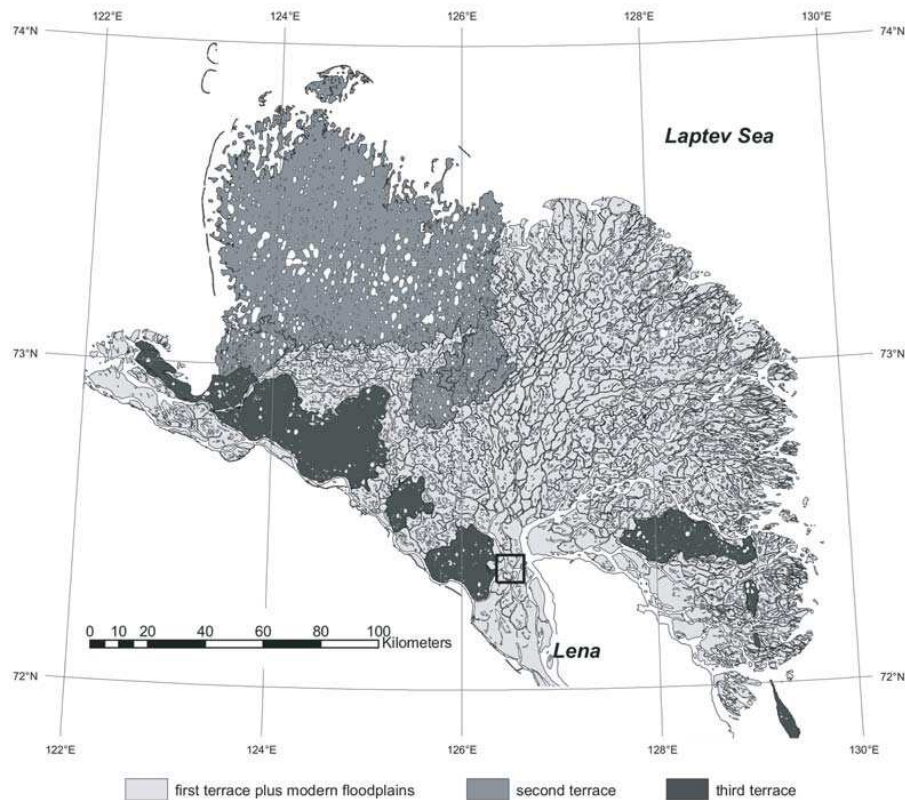 122°E 124°E 126°E 128°E 130°E
74°N 74°N
Laptev Sea
73°N 73°N
0 5 10 20 40 60 80 100
Kilometers
Lena
72°N 72°N
122°E 124°E 126°E 128°E 130°E
first terrace plus modern floodplains second terrace third terrace